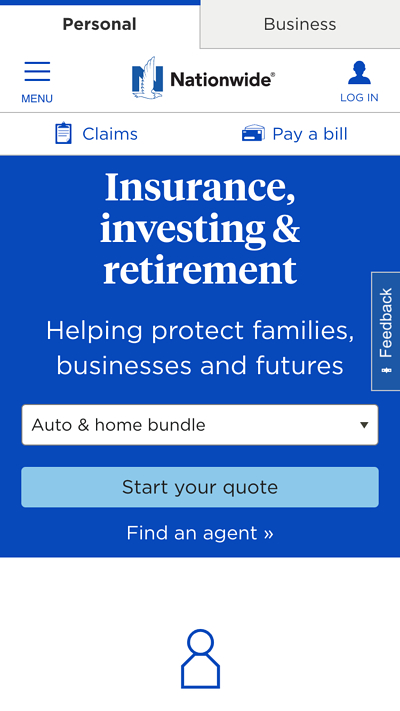 Personal
Business
MENU
Nationwide®
LOG IN
Claims
Pay a bill
Insurance,
investing &
retirement
Helping protect families,
businesses and futures
Feedback
Auto & home bundle
Start your quote
Find an agent »